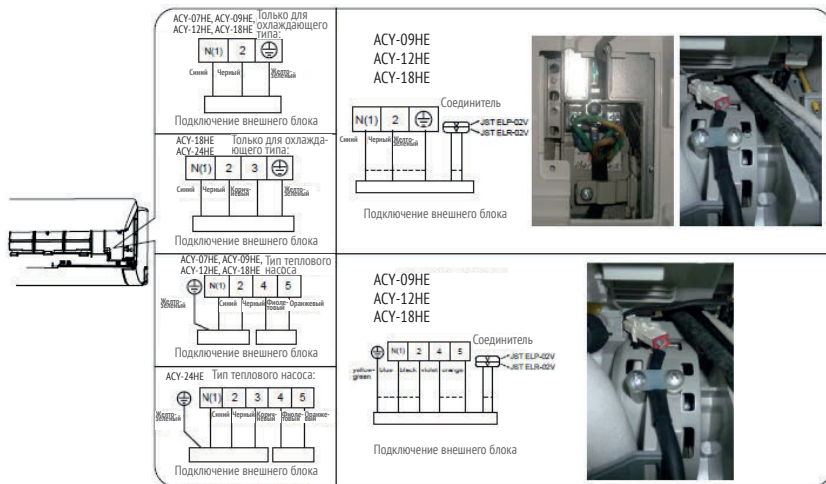 ACY-07HE, ACY-09HE,
ACY-12HE, ACY-18HE
Только для
охлаждающего
типа:
N(1) 2
Синий Черный Желто-
зеленый
Подключение внешнего блока
ACY-18HE
ACY-24HE
Только для охлажда-
ющего типа:
N(1) 2 3
Синий Черный Корич-
невый Желто-
зеленый
Подключение внешнего блока
ACY-07HE, ACY-09HE,
ACY-12HE, ACY-18HE
Тип теплового
насоса
N(1) 2 4 5
Желто-
зеленый
Синий Черный Фиоле-
товый Оранжевый
Подключение внешнего блока
ACY-24HE Тип теплового насоса:
N(1) 2 3 4 5
Желто-
зеленый
Синий Черный Корич-
невый Фиоле-
товый Оранже-
вый
Подключение внешнего блока
ACY-09HE
ACY-12HE
ACY-18HE
Соединитель
N(1) 2
JST ELP-02V
JST ELR-02V
Синий Черный Желто-
зеленый
Подключение внешнего блока
ACY-09HE
ACY-12HE
ACY-18HE
Соединитель
N(1) 2 4 5
JST ELP-02V
JST ELR-02V
yellow-
green blue black violet orange
Подключение внешнего блока